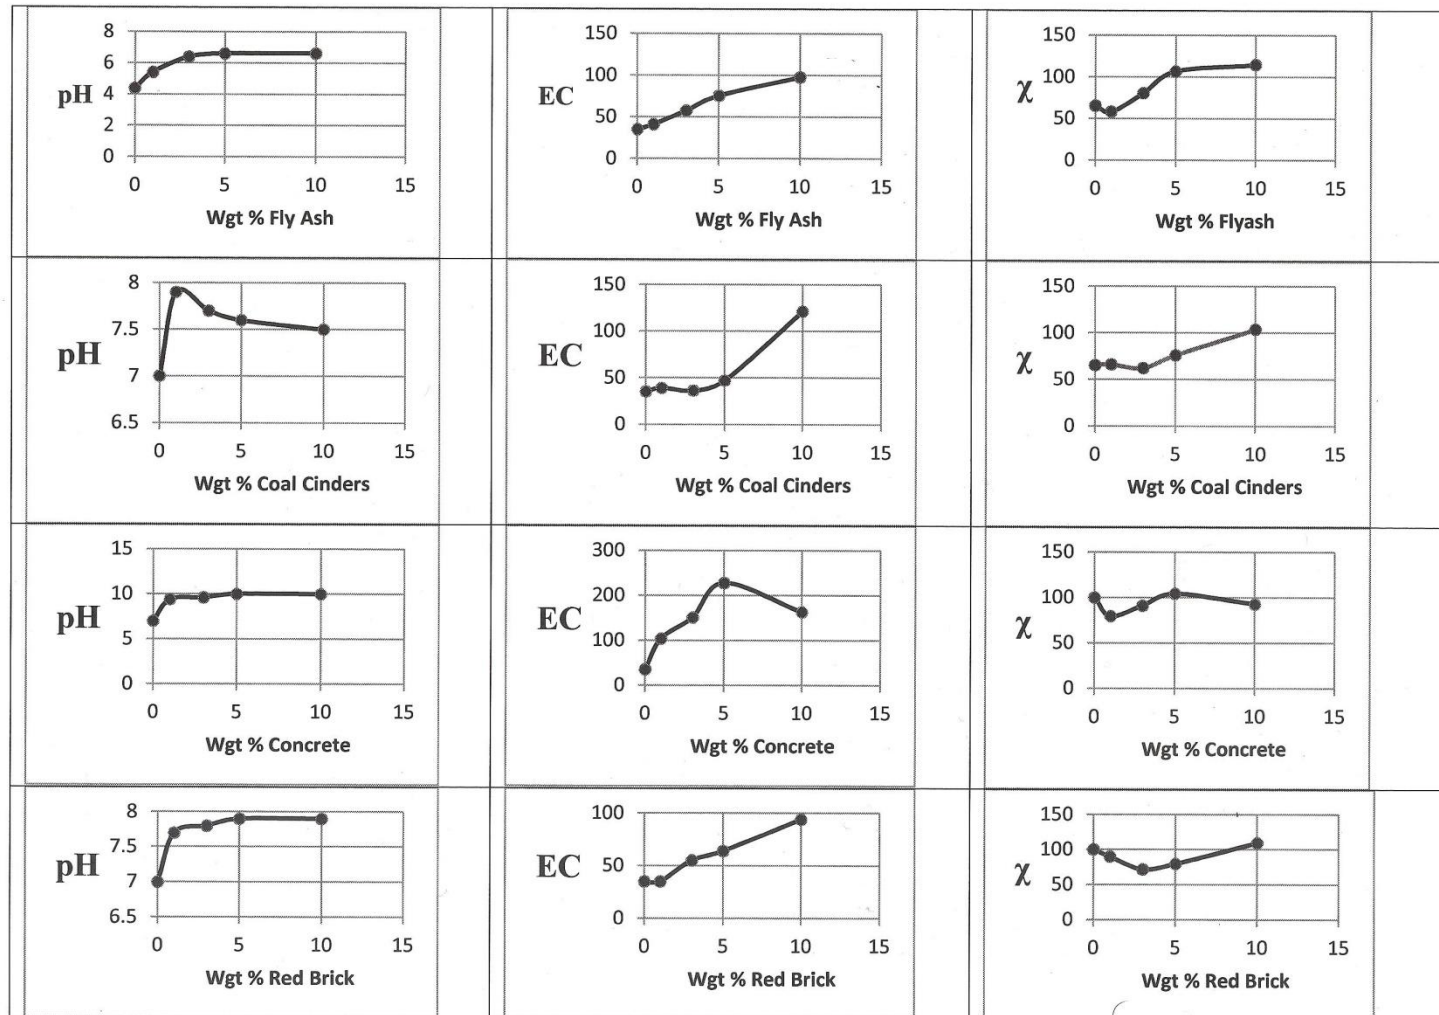 8
6
pH
4
2
0
0 5 10 15
Wgt % Fly Ash
150
100
EC
50
0
0 5 10 15
Wgt % Fly Ash
150
100
χ
50
0
0 5 10 15
Wgt % Flyash
8
7.5
pH
7
6.5
0 5 10 15
Wgt % Coal Cinders
150
100
EC
50
0
0 5 10 15
Wgt % Coal Cinders
150
100
χ
50
0
0 5 10 15
Wgt % Coal Cinders
15
10
pH
5
0
0 5 10 15
Wgt % Concrete
300
200
EC
100
0
0 5 10 15
Wgt % Concrete
150
100
χ
50
0
0 5 10 15
Wgt % Concrete
8
7.5
pH
7
6.5
0 5 10 15
Wgt % Red Brick
100
EC
50
0
0 5 10 15
Wgt % Red Brick
150
100
χ
50
0
0 5 10 15
Wgt % Red Brick